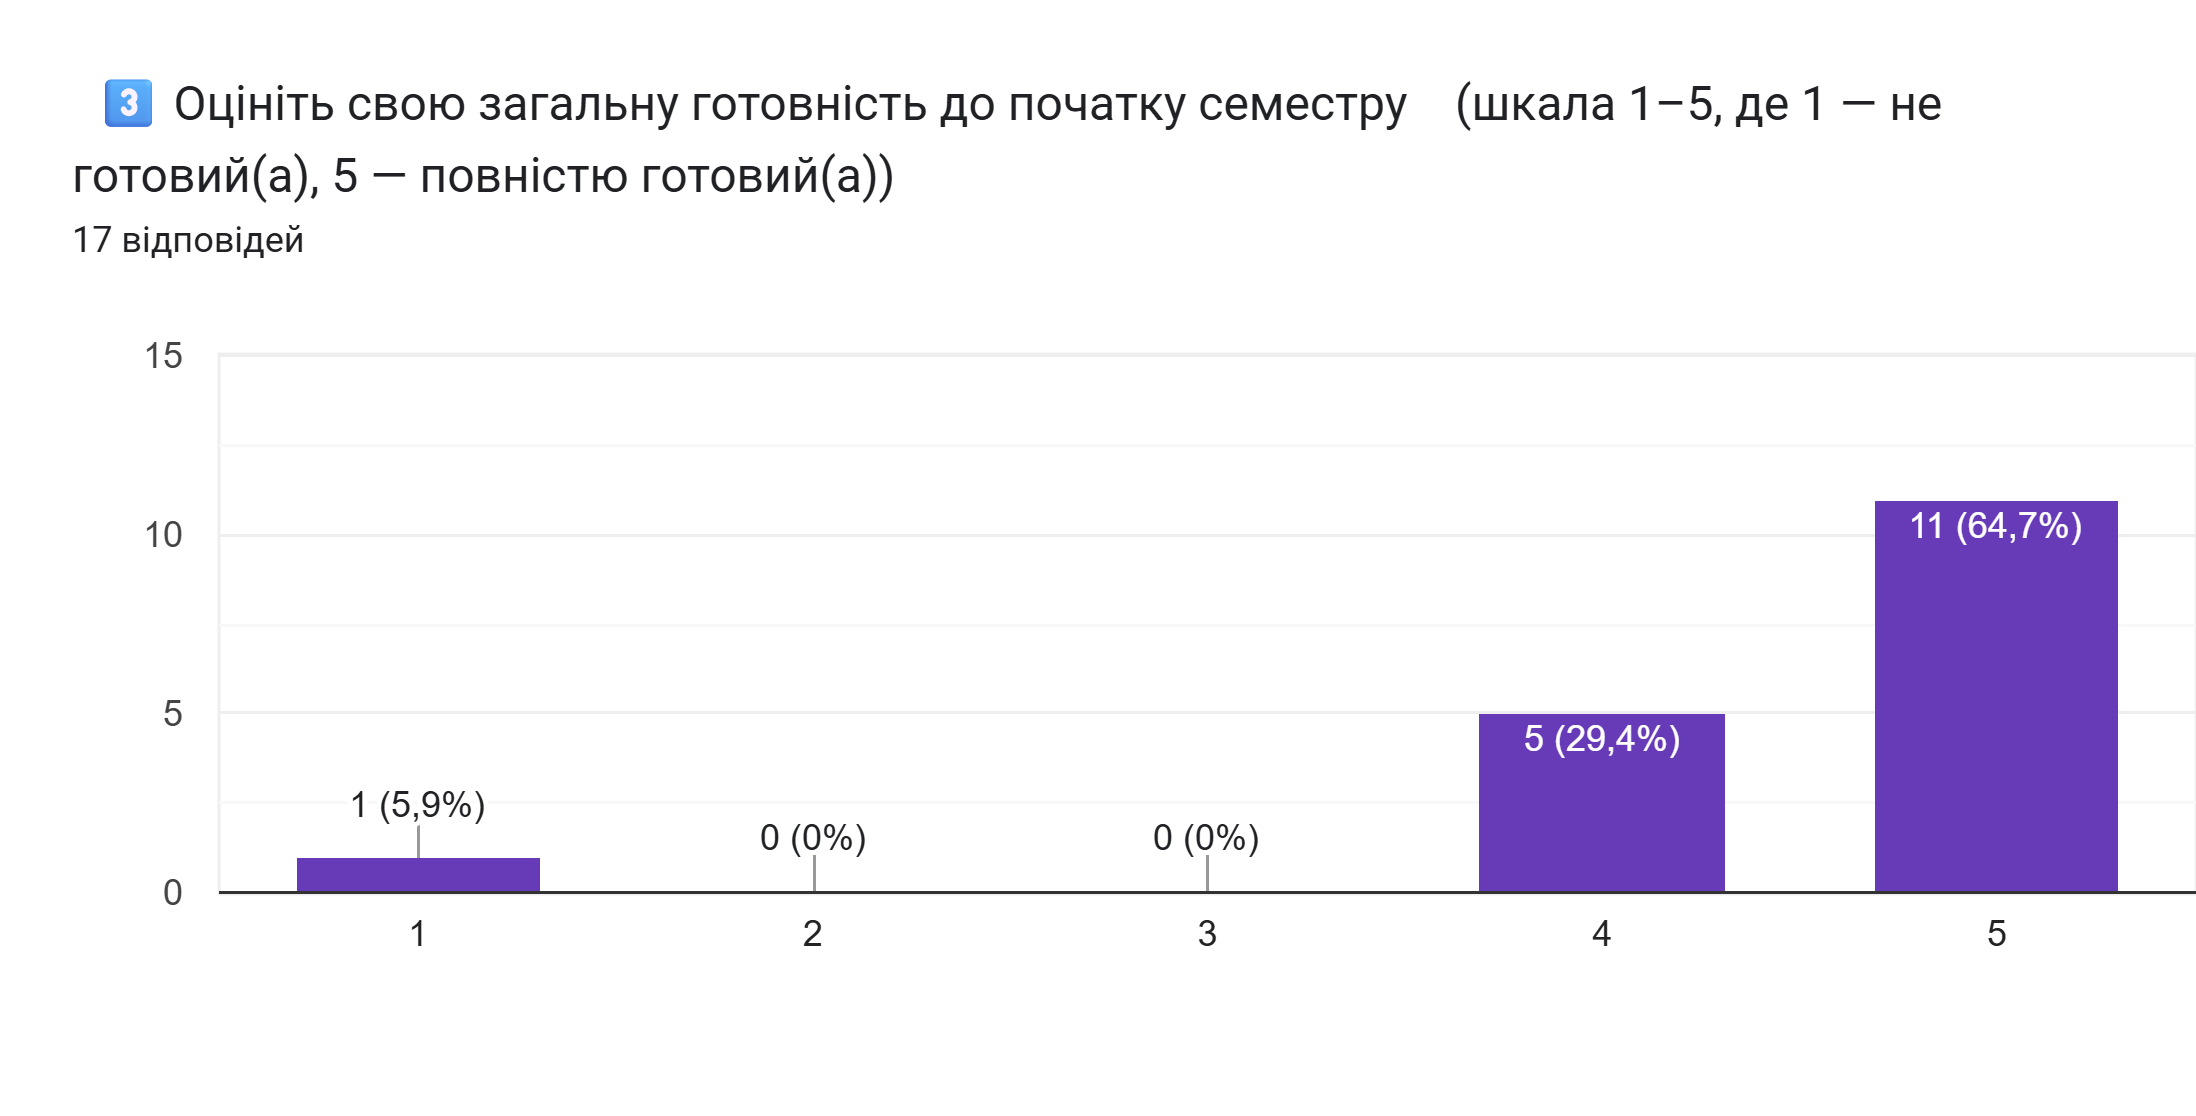 3️⃣ Оцініть свою загальну готовність до початку семестру (шкала 1–5, де 1 — не
готовий(а), 5 — повністю готовий(а))
17 відповідей
15
10
5
0
1 (5,9%)
0 (0%)
0 (0%)
5 (29,4%)
11 (64,7%)
1 2 3 4 5